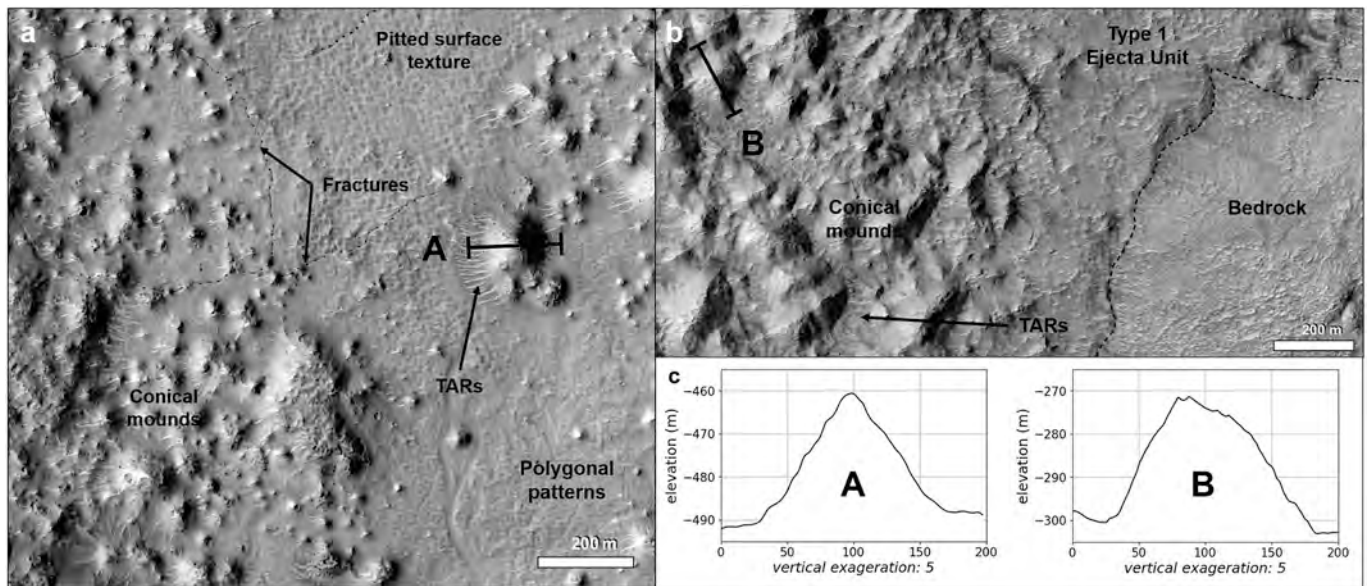 a
Pitted surface
texture
Fractures
A
TARs
Conical
mounds
Polygonal
patterns
200 m
b
Type 1
Ejecta Unit
B
Conical
mounds
Bedrock
TARs
200 m
c
−460
−470
−480
−490
elevation (m)
A
0 50 100 150 200
vertical exageration: 5
−270
−280
−290
−300
elevation (m)
B
0 50 100 150 200
vertical exageration: 5